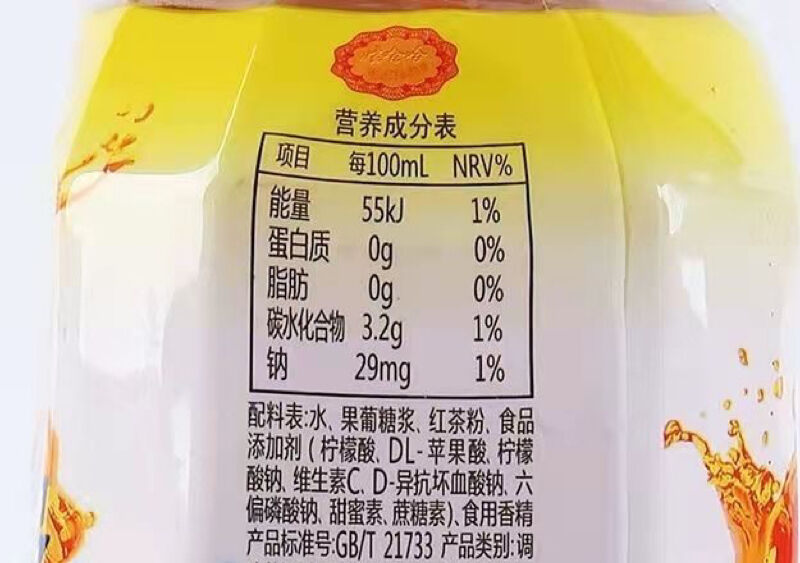 营养成分表
项目 每100mL NRV%
能量 55kJ 1%
蛋白质 0g 0%
脂肪 0g 0%
碳水化合物 3.2g 1%
钠 29mg 1%
配料表:水、果葡糖浆、红茶粉、食品
添加剂(柠檬酸、DL-苹果酸、柠檬
酸钠、维生素C、D-异抗坏血酸钠、六
偏磷酸钠、甜蜜素、蔗糖素)、食用香精
产品标准号:GB/T 21733 产品类别:调